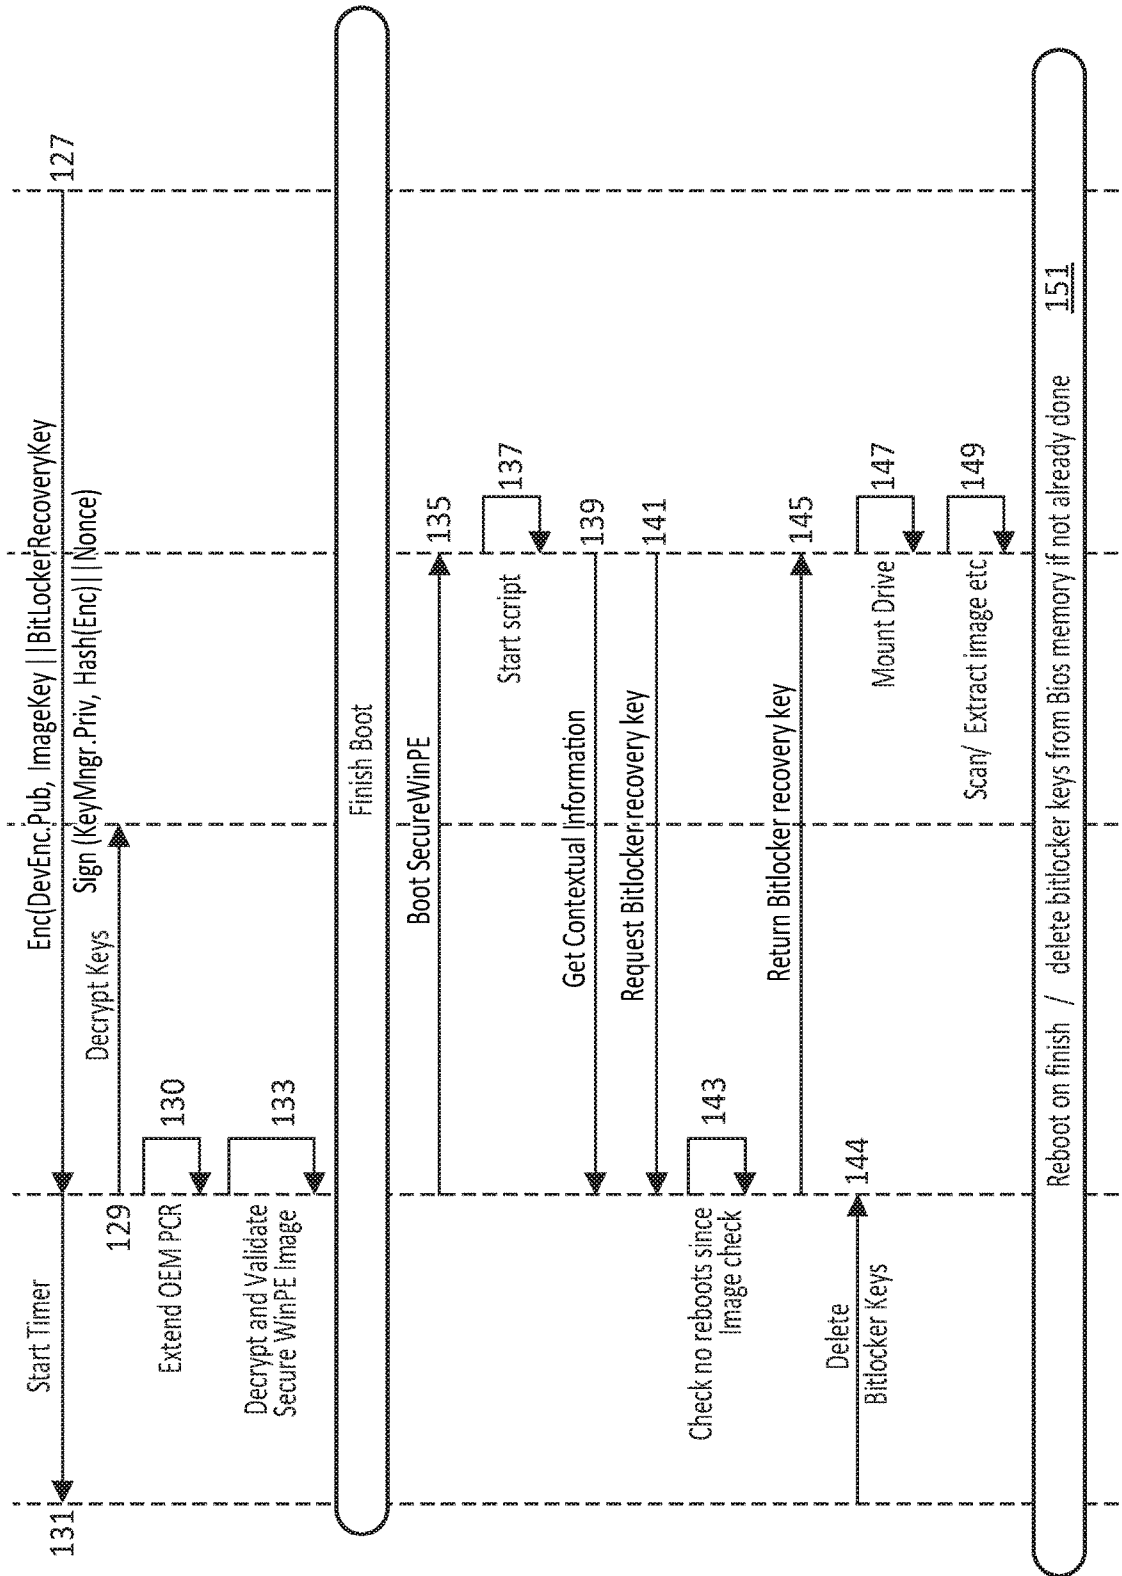 127
Enc(DevEnc.Pub, ImageKey ||BitLockerRecoveryKey
Sign (KeyMngr.Priv, Hash(Enc)||Nonce)
Start Timer
131
Decrypt Keys
129
Extend OEM PCR
130
Decrypt and Validate
Secure WinPE Image
133
Finish Boot
Boot SecureWinPE
135
Start script
137
Get Contextual Information
139
Request Bitlocker recovery key
141
Check no reboots since
Image check
143
Return Bitlocker recovery key
145
Delete
Bitlocker Keys
144
Mount Drive
147
Scan/ Extract image etc
149
Reboot on finish / delete bitlocker keys from Bios memory if not already done 151